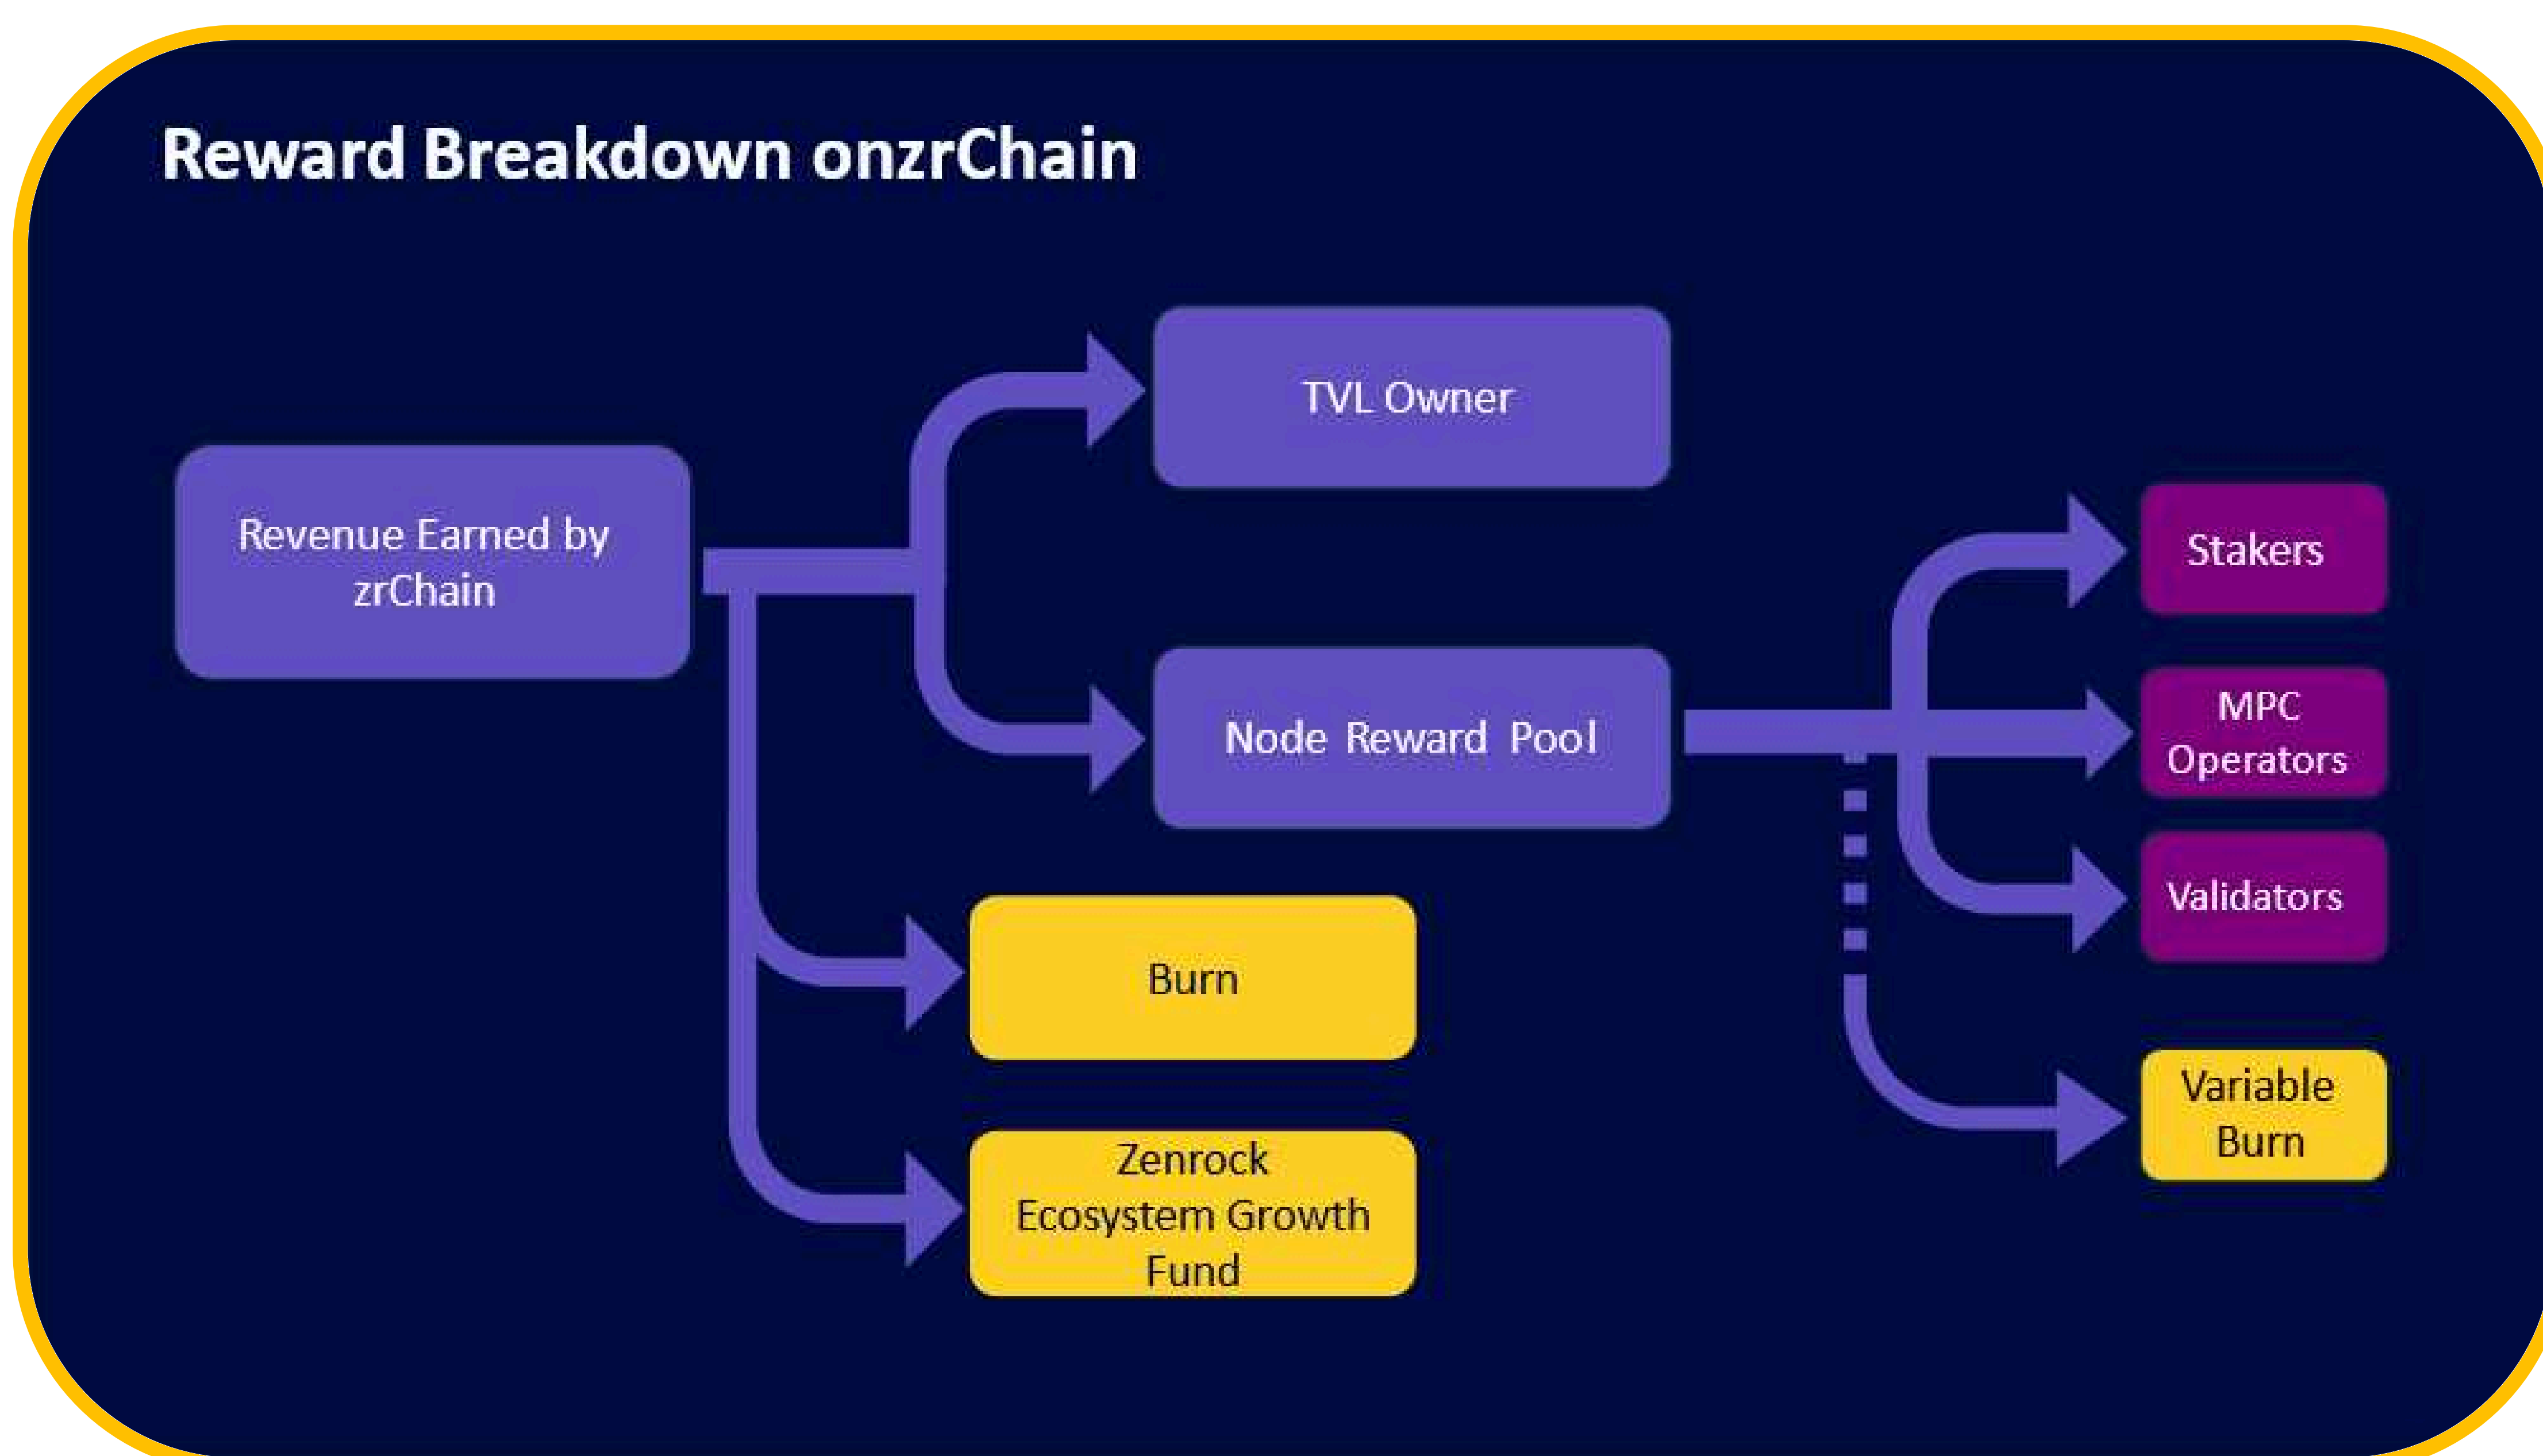 Reward Breakdown onzrChain
TVL Owner
Revenue Earned by
zrChain
Stakers
Node Reward Pool
MPC
Operators
Validators
Burn
Variable
Burn
Zenrock
Ecosystem Growth
Fund